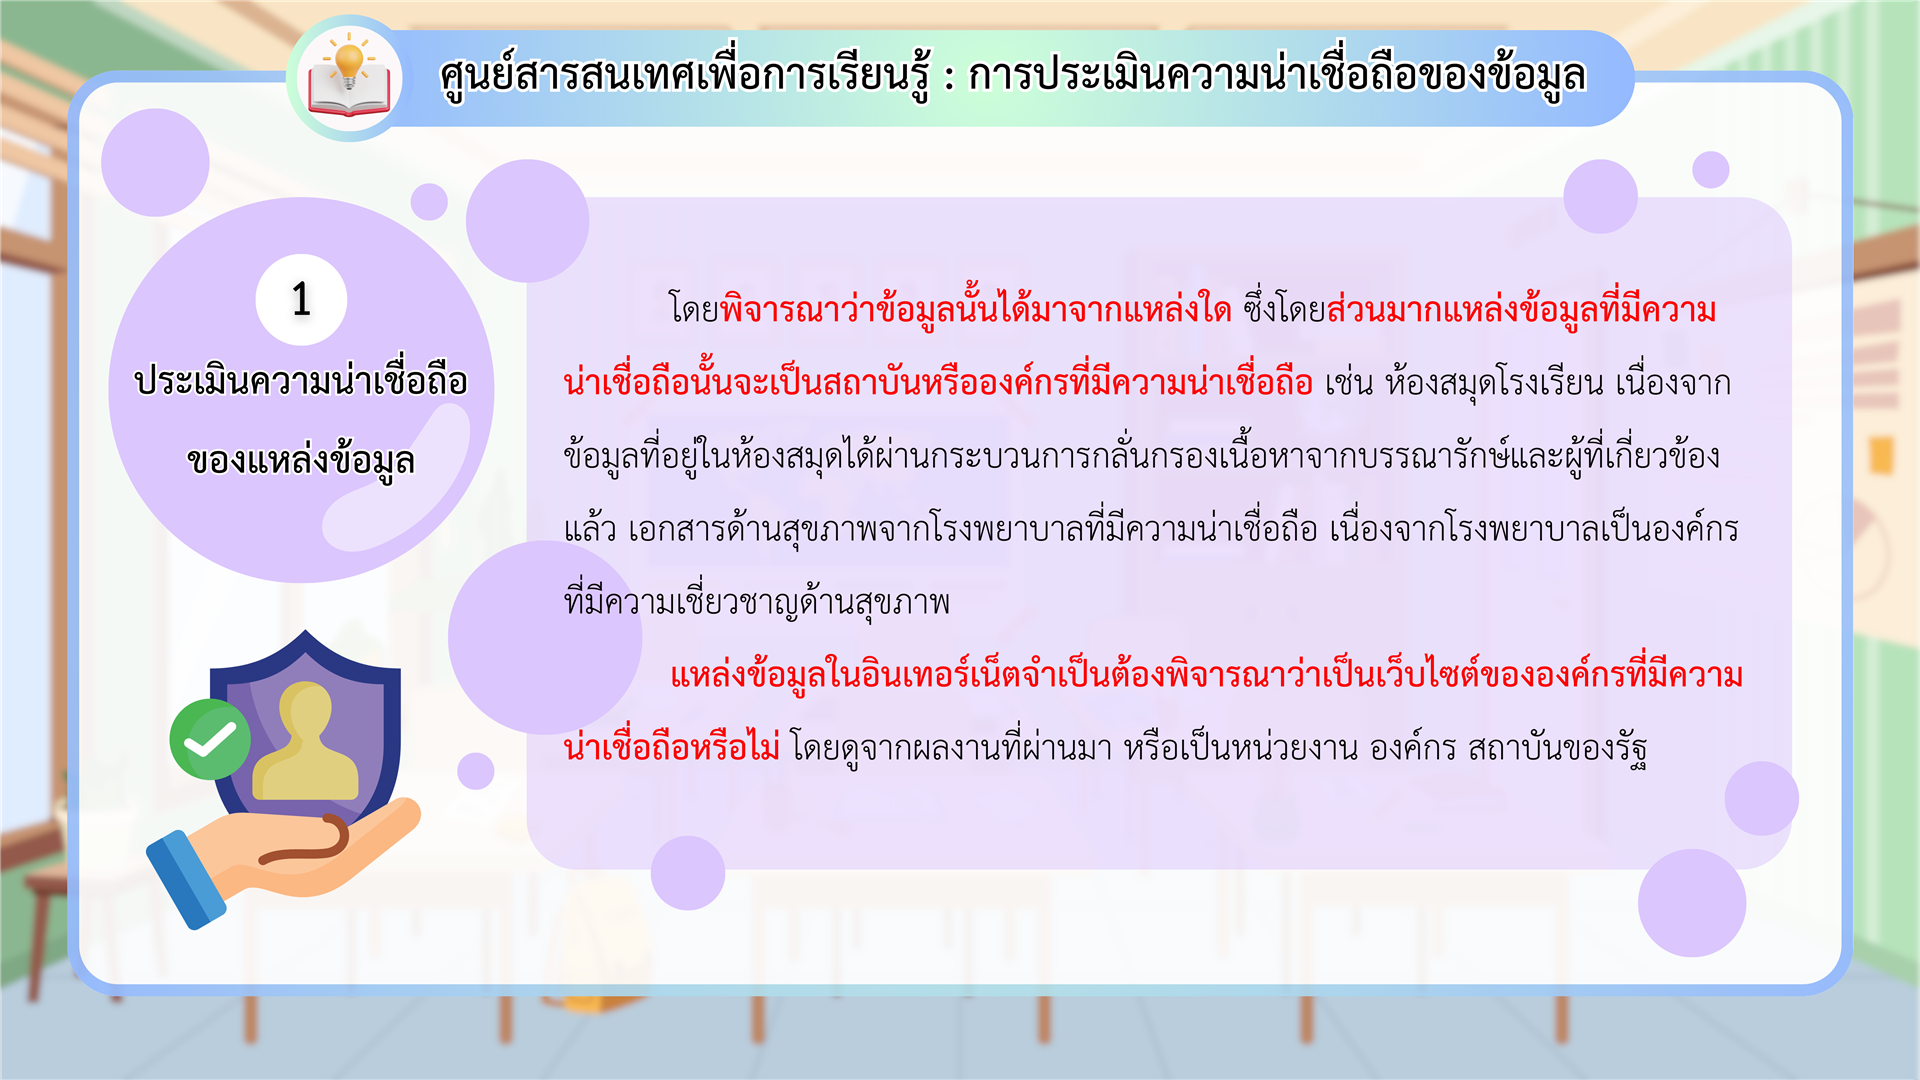 ศูนย์สารสนเทศเพื่อการเรียนรู้ : การประเมินความน่าเชื่อถือของข้อมูล
1
ประเมินความน่าเชื่อถือ
ของแหล่งข้อมูล
โดยพิจารณาว่าข้อมูลนั้นได้มาจากแหล่งใด ซึ่งโดยส่วนมากแหล่งข้อมูลที่มีความ
น่าเชื่อถือนั้นจะเป็นสถาบันหรือองค์กรที่มีความน่าเชื่อถือ เช่น ห้องสมุดโรงเรียน เนื่องจาก
ข้อมูลที่อยู่ในห้องสมุดได้ผ่านกระบวนการกลั่นกรองเนื้อหาจากบรรณารักษ์และผู้ที่เกี่ยวข้อง
แล้ว เอกสารด้านสุขภาพจากโรงพยาบาลที่มีความน่าเชื่อถือ เนื่องจากโรงพยาบาลเป็นองค์กร
ที่มีความเชี่ยวชาญด้านสุขภาพ
แหล่งข้อมูลในอินเทอร์เน็ตจำเป็นต้องพิจารณาว่าเป็นเว็บไซต์ขององค์กรที่มีความ
น่าเชื่อถือหรือไม่ โดยดูจากผลงานที่ผ่านมา หรือเป็นหน่วยงาน องค์กร สถาบันของรัฐ